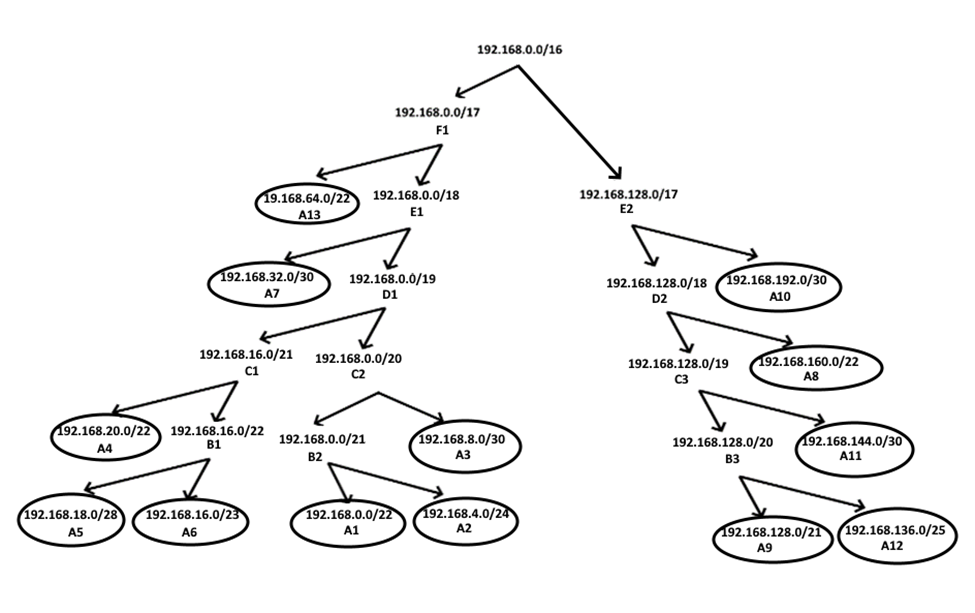 192.168.0.0/16
192.168.0.0/17
F1
19.168.64.0/22
A13
192.168.0.0/18
E1
192.168.128.0/17
E2
192.168.32.0/30
A7
192.168.0.0/19
D1
192.168.128.0/18
D2
192.168.192.0/30
A10
192.168.16.0/21
C1
192.168.0.0/20
C2
192.168.128.0/19
C3
192.168.160.0/22
A8
192.168.20.0/22
A4
192.168.16.0/22
B1
192.168.0.0/21
B2
192.168.8.0/30
A3
192.168.128.0/20
B3
192.168.144.0/30
A11
192.168.18.0/28
A5
192.168.16.0/23
A6
192.168.0.0/22
A1
192.168.4.0/24
A2
192.168.128.0/21
A9
192.168.136.0/25
A12